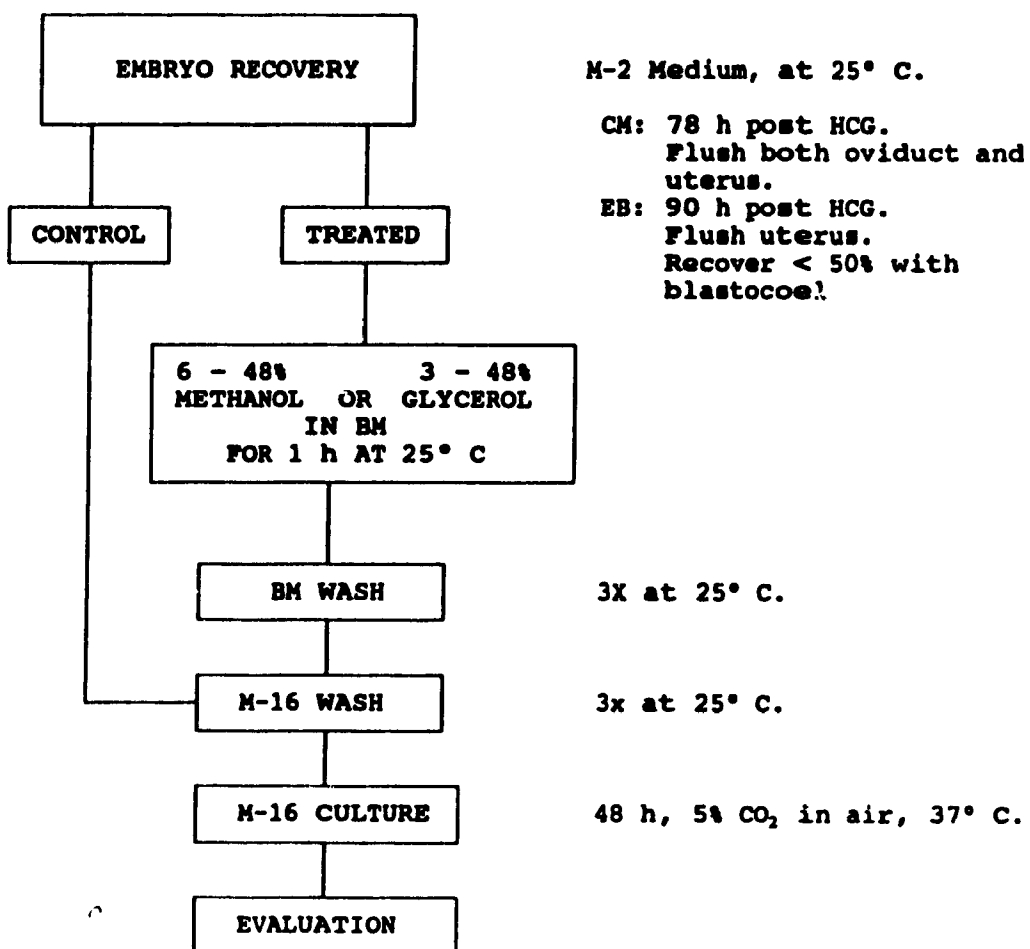 EMBRYO RECOVERY
M-2 Medium, at 25° C.
CM: 78 h post HCG.
Flush both oviduct and
uterus.
EB: 90 h post HCG.
Flush uterus.
Recover < 50% with
blastocoel
CONTROL
TREATED
6 - 48% 3 - 48%
METHANOL OR GLYCEROL
IN BM
FOR 1 h AT 25° C
BM WASH
3X at 25° C.
M-16 WASH
3x at 25° C.
M-16 CULTURE
48 h, 5% CO₂ in air, 37° C.
EVALUATION